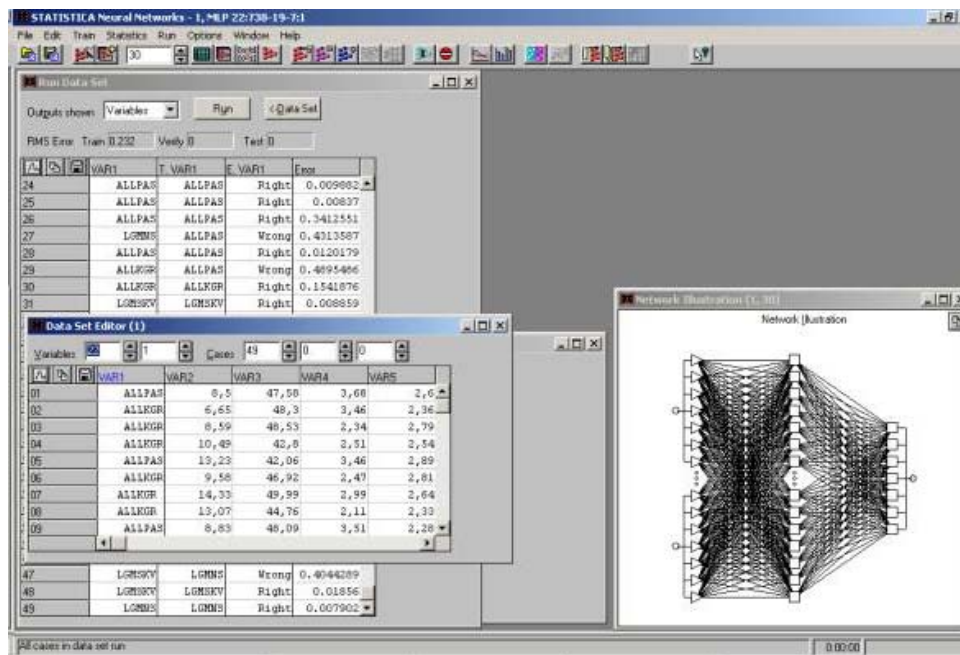 STATISTICA Neural Networks - 1, MLP 22:738-19-7:1
File Edit Train Statistics Run Options Window Help
30
Run Data Set
Outputs shown Variables Run <-Data Set
RMS Error Train 0.232 Verify 0 Test 0
VAR1 T. VAR1 E. VAR1 Error
24 ALLPAS ALLPAS Right 0.009882
25 ALLPAS ALLPAS Right 0.00837
26 ALLPAS ALLPAS Right 0.3412551
27 LGMNS ALLPAS Wrong 0.4313587
28 ALLPAS ALLPAS Right 0.0120179
29 ALLKGR ALLPAS Wrong 0.4895486
30 ALLKGR ALLKGR Right 0.1541876
31 LGMSKV LGMSKV Right 0.008859
Data Set Editor (1)
Variables 1 Cases 49 0 0
VAR1 VAR2 VAR3 VAR4 VAR5
01 ALLPAS 8,5 47,58 3,68 2,6
02 ALLKGR 6,65 48,3 3,46 2,36
03 ALLKGR 8,59 48,53 2,34 2,79
04 ALLKGR 10,49 42,8 2,51 2,54
05 ALLPAS 13,23 42,06 3,46 2,89
06 ALLKGR 9,58 46,92 2,47 2,81
07 ALLKGR 14,33 49,99 2,99 2,64
08 ALLKGR 13,07 44,76 2,11 2,33
09 ALLPAS 8,83 48,09 3,51 2,28
47 LGMSKV LGMNS Wrong 0.4044289
48 LGMSKV LGMSKV Right 0.01856
49 LGMNS LGMNS Right 0.007902
Network Illustration (1, 30)
Network Illustration
All cases in data set run
0:00:00